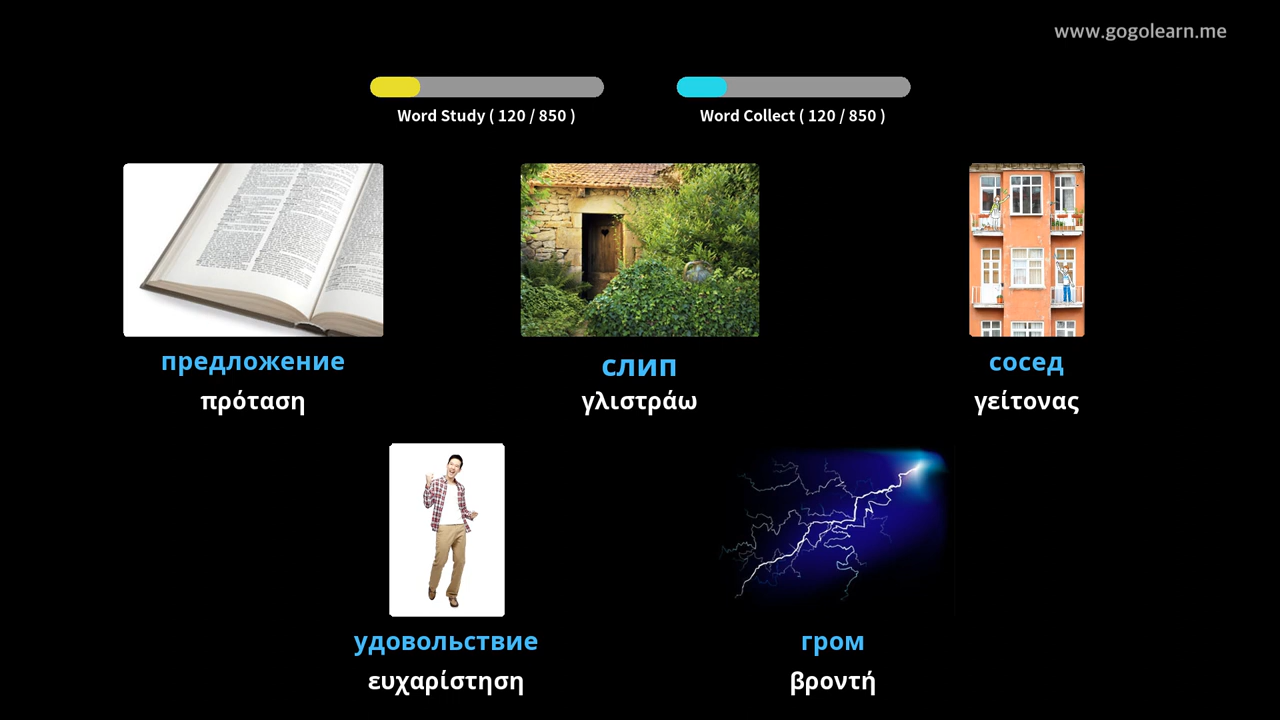 www.gogolearn.me
Word Study ( 120 / 850 )
Word Collect ( 120 / 850 )
предложение
слип
сосед
πρόταση
γλιστράω
γείτονας
удовольствие
гром
ευχαρίστηση
βροντή